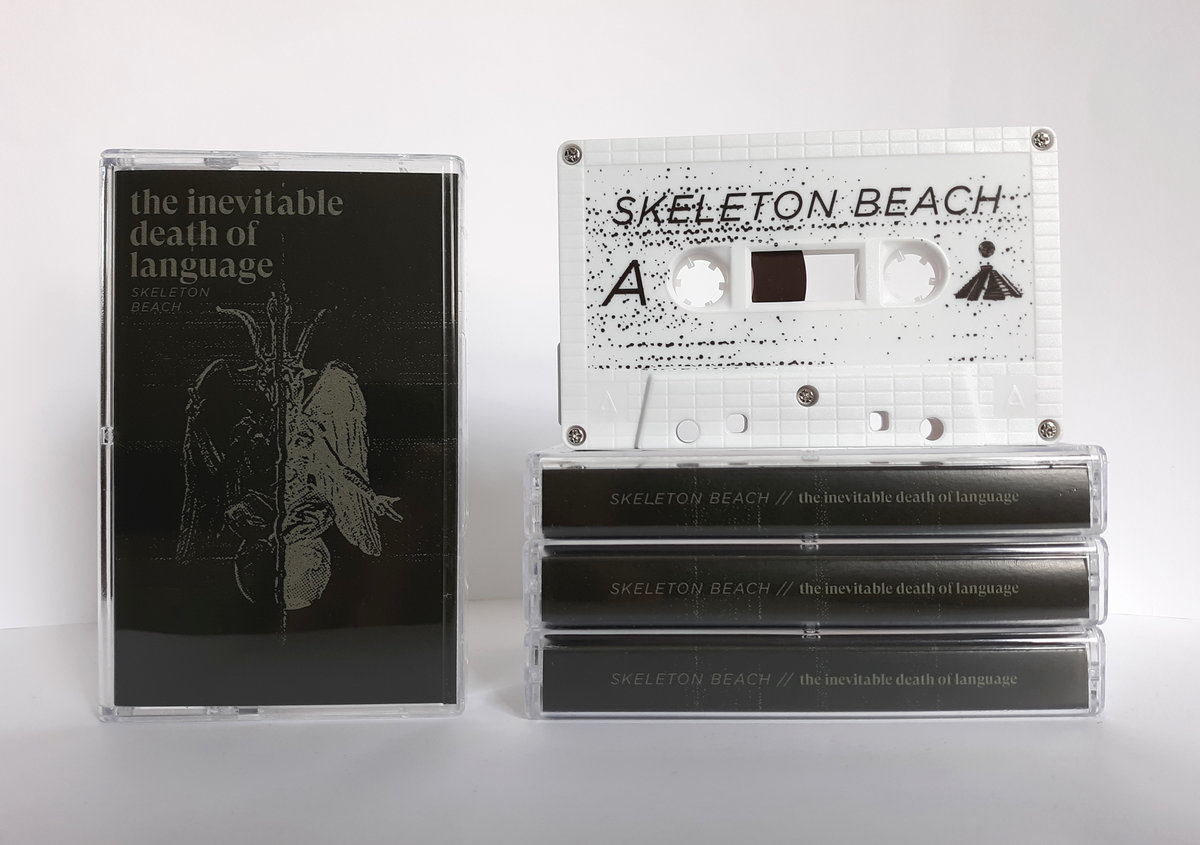 the inevitable
death of
language
SKELETON
BEACH
SKELETON BEACH
A
A
A
SKELETON BEACH // the inevitable death of language
SKELETON BEACH // the inevitable death of language
SKELETON BEACH // the inevitable death of language